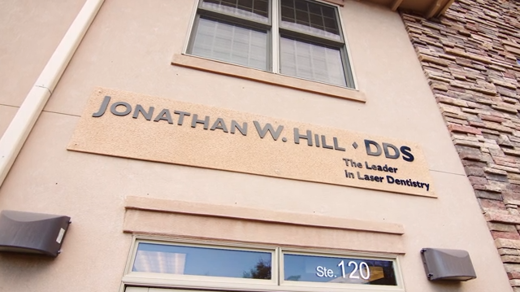 JONATHAN W. HILL • DDS
The Leader
In Laser Dentistry
Ste. 120